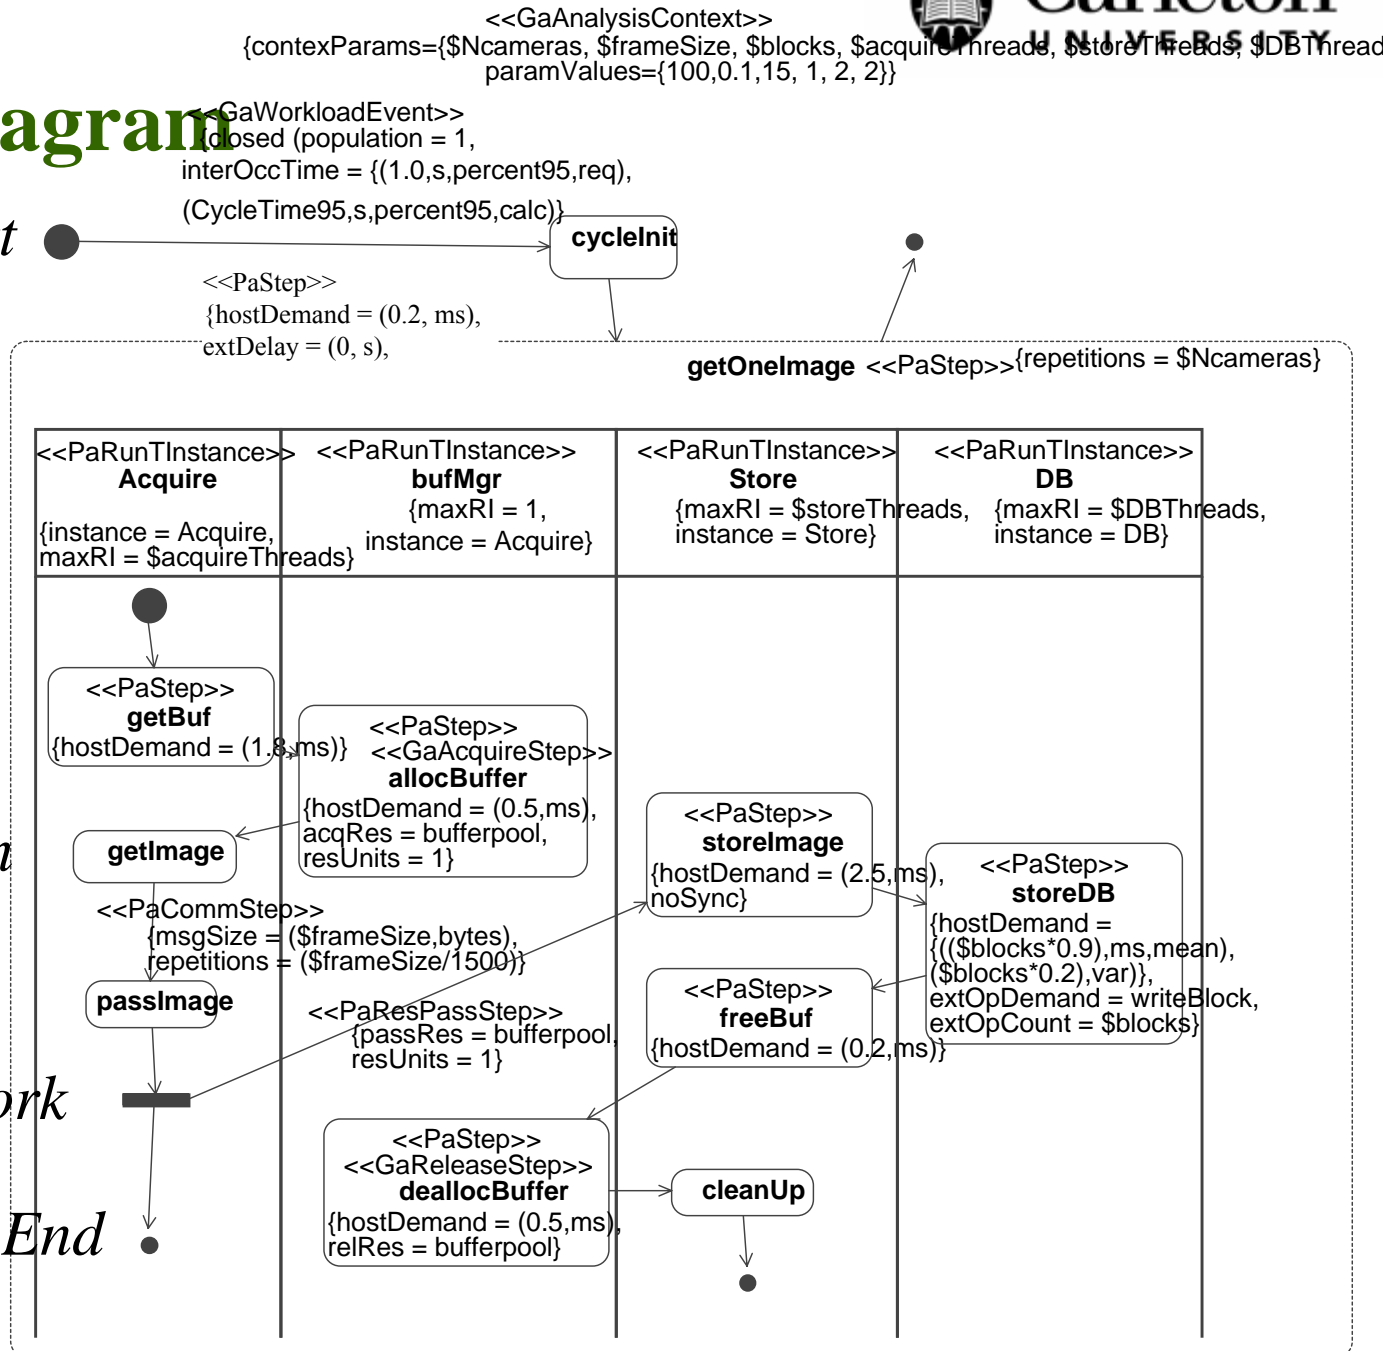 Carleton
UNIVERSITY
<<GaAnalysisContext>>
{contexParams={$Ncameras, $frameSize, $blocks, $acquireThreads, $storeThreads, $DBThread
paramValues={100,0.1,15, 1, 2, 2}}
agram
<<GaWorkloadEvent>>
{closed (population = 1,
interOccTime = {(1.0,s,percent95,req),
(CycleTime95,s,percent95,calc)}
t
cycleInit
<<PaStep>>
{hostDemand = (0.2, ms),
extDelay = (0, s),
getOneImage <<PaStep>>{repetitions = $Ncameras}
<<PaRunTInstance>>
Acquire
{instance = Acquire,
maxRI = $acquireThreads}
<<PaRunTInstance>>
bufMgr
{maxRI = 1,
instance = Acquire}
<<PaRunTInstance>>
Store
{maxRI = $storeThreads,
instance = Store}
<<PaRunTInstance>>
DB
{maxRI = $DBThreads,
instance = DB}
<<PaStep>>
getBuf
{hostDemand = (1.8,ms)}
<<PaStep>>
<<GaAcquireStep>>
allocBuffer
{hostDemand = (0.5,ms),
acqRes = bufferpool,
resUnits = 1}
getImage
<<PaCommStep>>
{msgSize = ($frameSize,bytes),
repetitions = ($frameSize/1500)}
passImage
<<PaStep>>
storeImage
{hostDemand = (2.5,ms),
noSync}
<<PaStep>>
storeDB
{hostDemand =
{(($blocks*0.9),ms,mean),
($blocks*0.2),var)},
extOpDemand = writeBlock,
extOpCount = $blocks}
<<PaStep>>
freeBuf
{hostDemand = (0.2,ms)}
<<PaResPassStep>>
{passRes = bufferpool,
resUnits = 1}
ork
<<PaStep>>
<<GaReleaseStep>>
deallocBuffer
{hostDemand = (0.5,ms),
relRes = bufferpool}
cleanUp
End